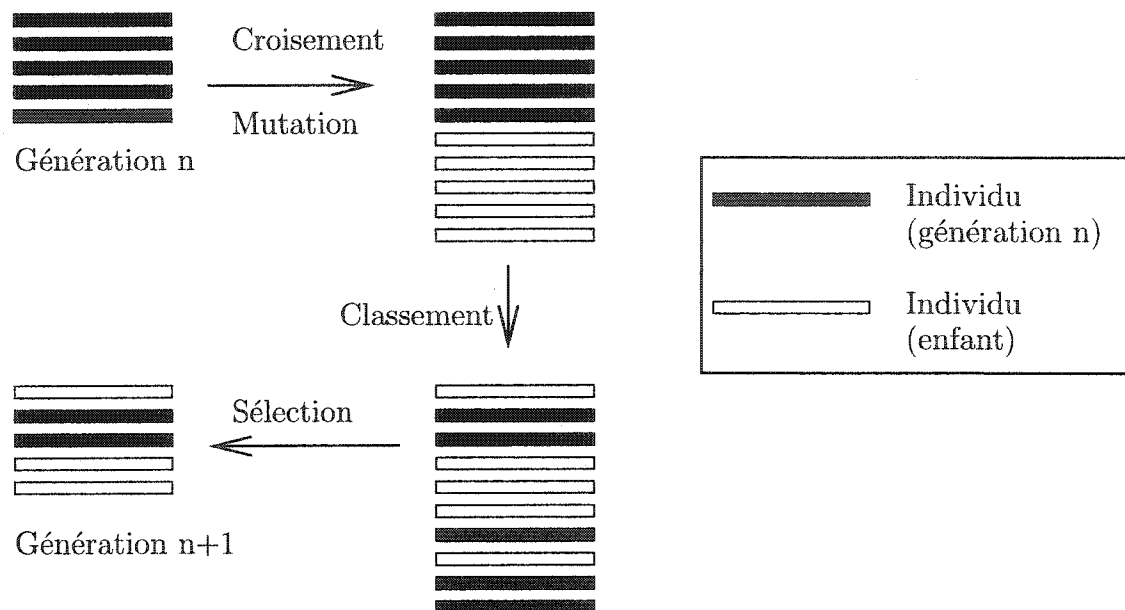 Croisement
Mutation
Génération n
Individu
(génération n)
Individu
(enfant)
Classement
Sélection
Génération n+1